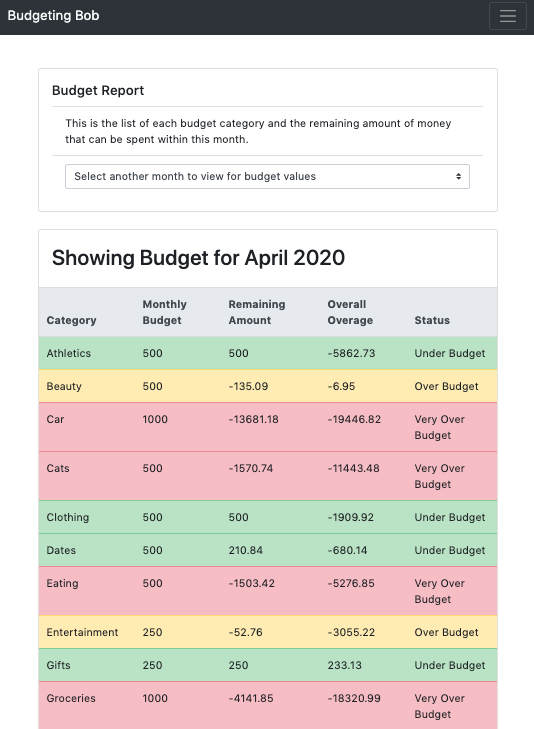 Budgeting Bob
Budget Report
This is the list of each budget category and the remaining amount of money
that can be spent within this month.
Select another month to view for budget values
Showing Budget for April 2020
Category Monthly Budget Remaining Amount Overall Overage Status
Athletics 500 500 -5862.73 Under Budget
Beauty 500 -135.09 -6.95 Over Budget
Car 1000 -13681.18 -19446.82 Very Over Budget
Cats 500 -1570.74 -11443.48 Very Over Budget
Clothing 500 500 -1909.92 Under Budget
Dates 500 210.84 -680.14 Under Budget
Eating 500 -1503.42 -5276.85 Very Over Budget
Entertainment 250 -52.76 -3055.22 Over Budget
Gifts 250 250 233.13 Under Budget
Groceries 1000 -4141.85 -18320.99 Very Over Budget